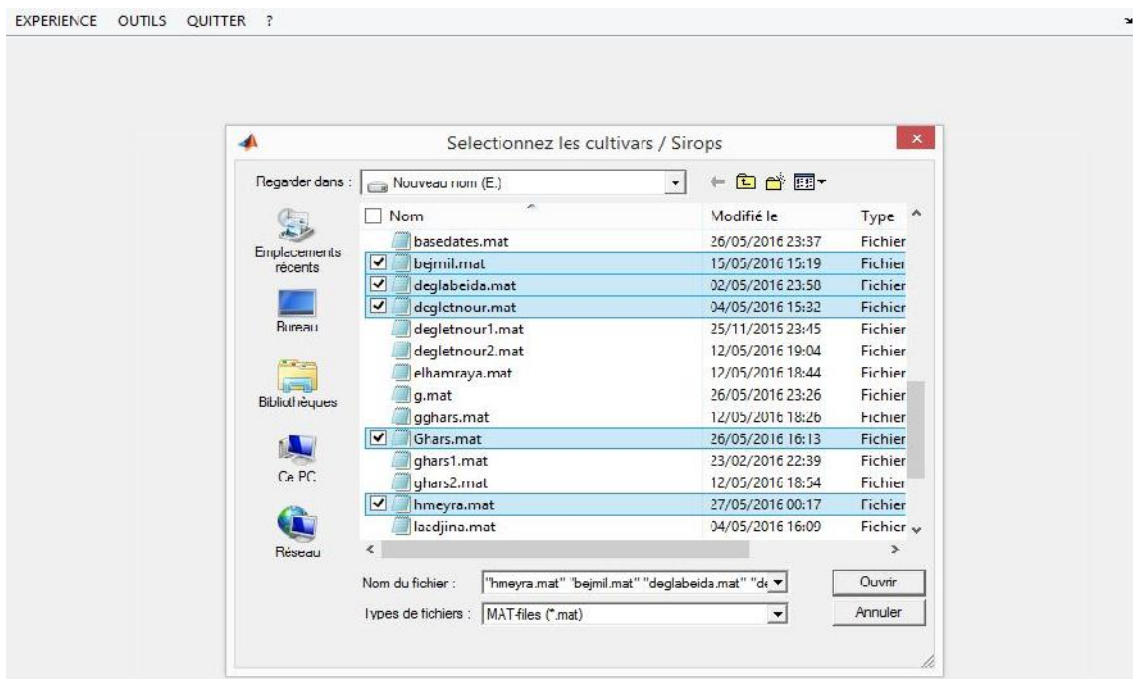 EXPERIENCE OUTILS QUITTER ?
Selectionnez les cultivars / Sirops
Regarder dans : Nouveau nom (E:)
Nom Modifié le Type
basedates.mat 26/05/2016 23:37 Fichier
bejmil.mat 15/05/2016 15:19 Fichier
deglabeida.mat 02/05/2016 23:58 Fichier
degletnour.mat 04/05/2016 15:32 Fichier
degletnour1.mat 25/11/2015 23:45 Fichier
degletnour2.mat 12/05/2016 19:04 Fichier
elhamraya.mat 12/05/2016 18:44 Fichier
g.mat 26/05/2016 23:26 Fichier
gghars.mat 12/05/2016 18:26 Fichier
Ghars.mat 26/05/2016 16:13 Fichier
ghars1.mat 23/02/2016 22:39 Fichier
ghars2.mat 12/05/2016 18:54 Fichier
hmeyra.mat 27/05/2016 00:17 Fichier
lacdjina.mat 04/05/2016 16:09 Fichier
Emplacements
récents
Bureau
Bibliothèques
Ce PC
Réseau
Nom du fichier : "hmeyra.mat" "bejmil.mat" "deglabeida.mat" "de
Ouvrir
Types de fichiers : MAT-files (*.mat)
Annuler